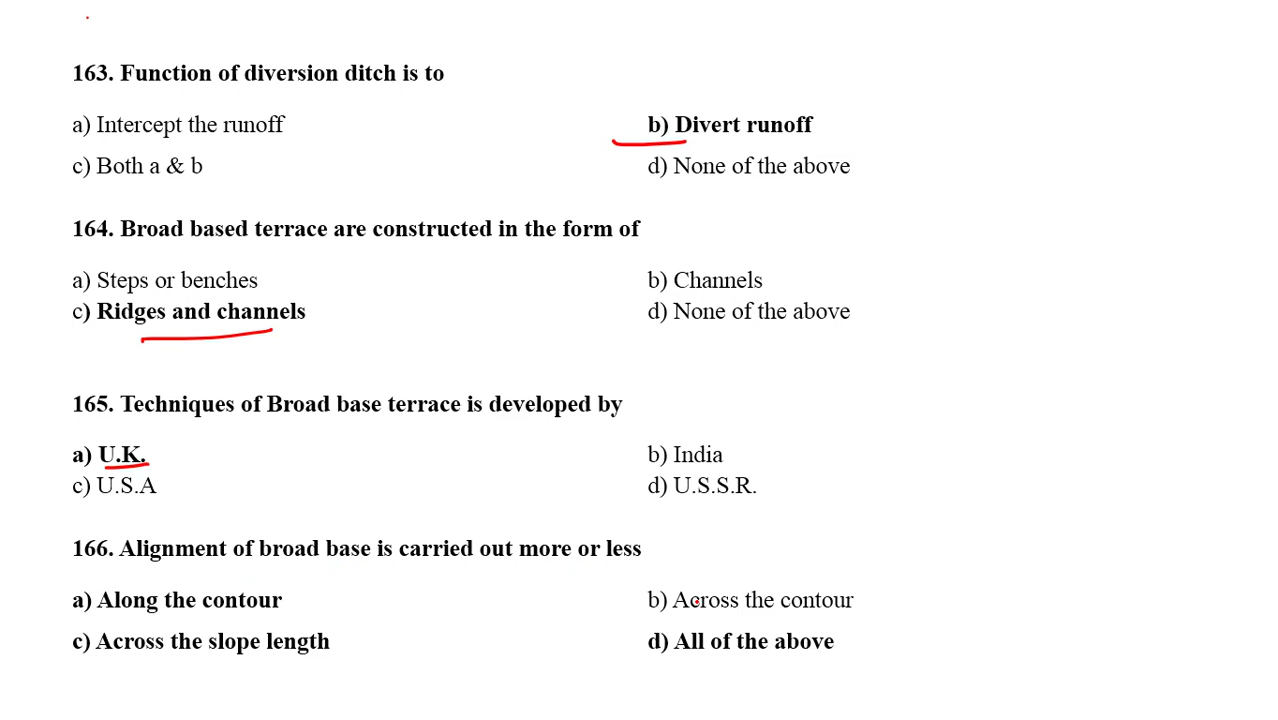 163. Function of diversion ditch is to
a) Intercept the runoff b) Divert runoff
c) Both a & b d) None of the above
164. Broad based terrace are constructed in the form of
a) Steps or benches b) Channels
c) Ridges and channels d) None of the above
165. Techniques of Broad base terrace is developed by
a) U.K. b) India
c) U.S.A d) U.S.S.R.
166. Alignment of broad base is carried out more or less
a) Along the contour b) Across the contour
c) Across the slope length d) All of the above